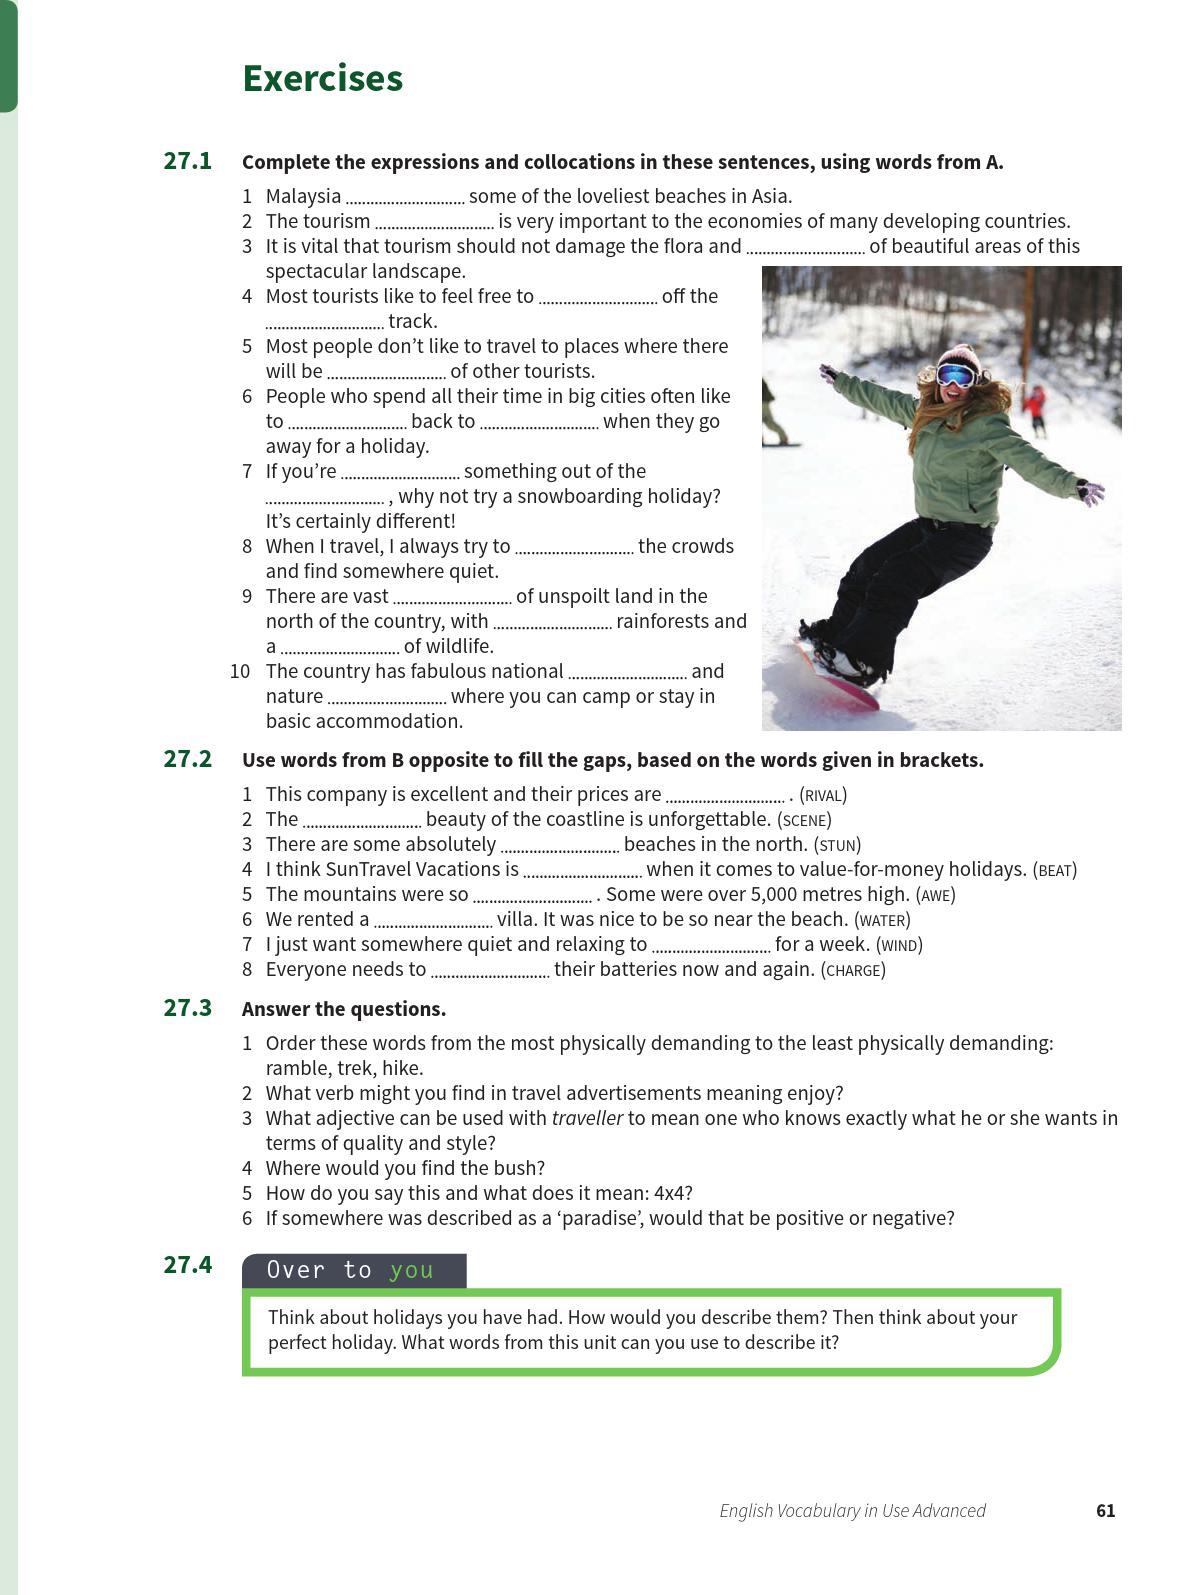 Exercises
27.1 Complete the expressions and collocations in these sentences, using words from A.
1 Malaysia ............................ some of the loveliest beaches in Asia.
2 The tourism ............................ is very important to the economies of many developing countries.
3 It is vital that tourism should not damage the flora and ............................ of beautiful areas of this
spectacular landscape.
4 Most tourists like to feel free to ............................ off the
............................ track.
5 Most people don’t like to travel to places where there
will be ............................ of other tourists.
6 People who spend all their time in big cities often like
to ............................ back to ............................ when they go
away for a holiday.
7 If you’re ............................ something out of the
............................ , why not try a snowboarding holiday?
It’s certainly different!
8 When I travel, I always try to ............................ the crowds
and find somewhere quiet.
9 There are vast ............................ of unspoilt land in the
north of the country, with ............................ rainforests and
a ............................ of wildlife.
10 The country has fabulous national ............................ and
nature ............................ where you can camp or stay in
basic accommodation.
27.2 Use words from B opposite to fill the gaps, based on the words given in brackets.
1 This company is excellent and their prices are ............................ . (RIVAL)
2 The ............................ beauty of the coastline is unforgettable. (SCENE)
3 There are some absolutely ............................ beaches in the north. (STUN)
4 I think SunTravel Vacations is ............................ when it comes to value-for-money holidays. (BEAT)
5 The mountains were so ............................ . Some were over 5,000 metres high. (AWE)
6 We rented a ............................ villa. It was nice to be so near the beach. (WATER)
7 I just want somewhere quiet and relaxing to ............................ for a week. (WIND)
8 Everyone needs to ............................ their batteries now and again. (CHARGE)
27.3 Answer the questions.
1 Order these words from the most physically demanding to the least physically demanding:
ramble, trek, hike.
2 What verb might you find in travel advertisements meaning enjoy?
3 What adjective can be used with traveller to mean one who knows exactly what he or she wants in
terms of quality and style?
4 Where would you find the bush?
5 How do you say this and what does it mean: 4x4?
6 If somewhere was described as a ‘paradise’, would that be positive or negative?
27.4 Over to you
Think about holidays you have had. How would you describe them? Then think about your
perfect holiday. What words from this unit can you use to describe it?
English Vocabulary in Use Advanced 61